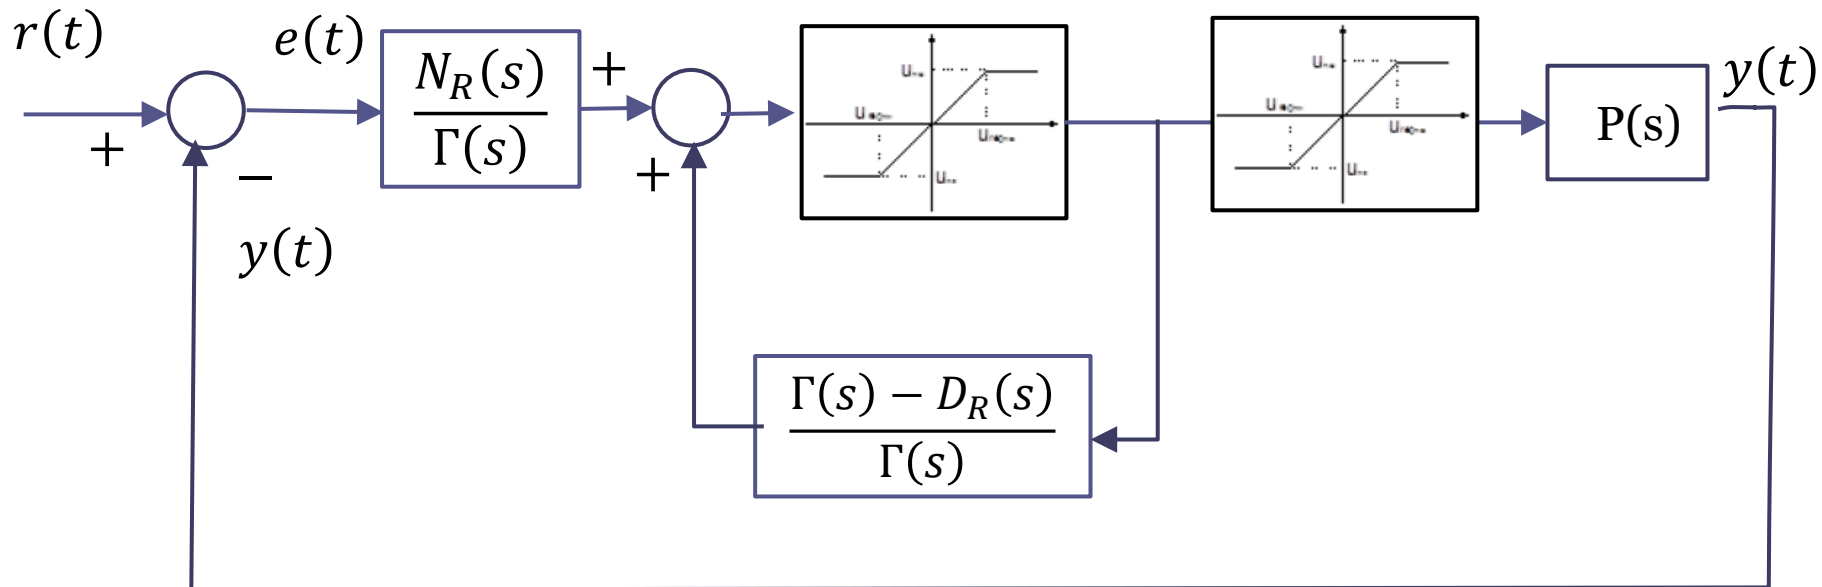 r(t)
+
−
y(t)
e(t)
N_R(s)
Γ(s)
+
+
Γ(s) − D_R(s)
Γ(s)
P(s)
y(t)